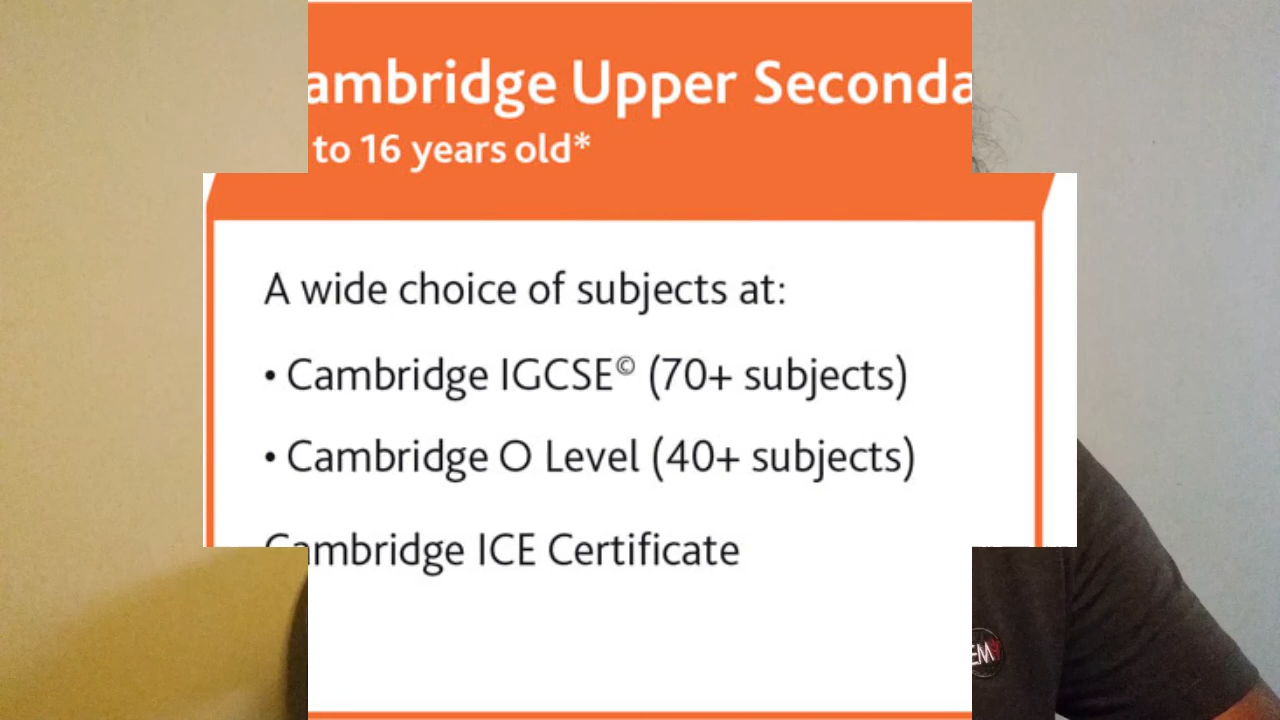 ambridge Upper Seconda
to 16 years old*
A wide choice of subjects at:
• Cambridge IGCSE© (70+ subjects)
• Cambridge O Level (40+ subjects)
Cambridge ICE Certificate
EM